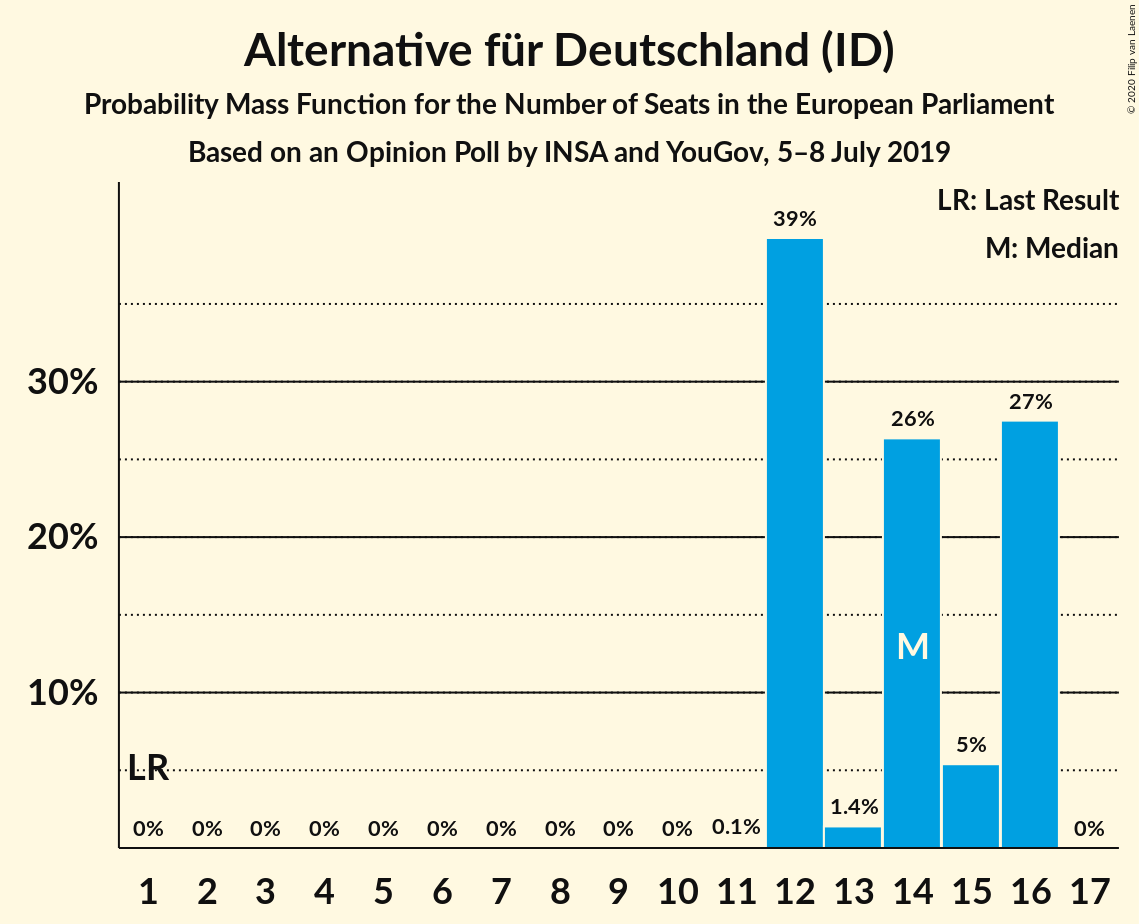 Alternative für Deutschland (ID)
Probability Mass Function for the Number of Seats in the European Parliament
Based on an Opinion Poll by INSA and YouGov, 5–8 July 2019
© 2020 Filip van Laenen
LR: Last Result
M: Median
39%
30%
27%
26%
20%
M
10%
5%
LR
1.4%
0% 0% 0% 0% 0% 0% 0% 0% 0% 0% 0.1% 0%
1 2 3 4 5 6 7 8 9 10 11 12 13 14 15 16 17